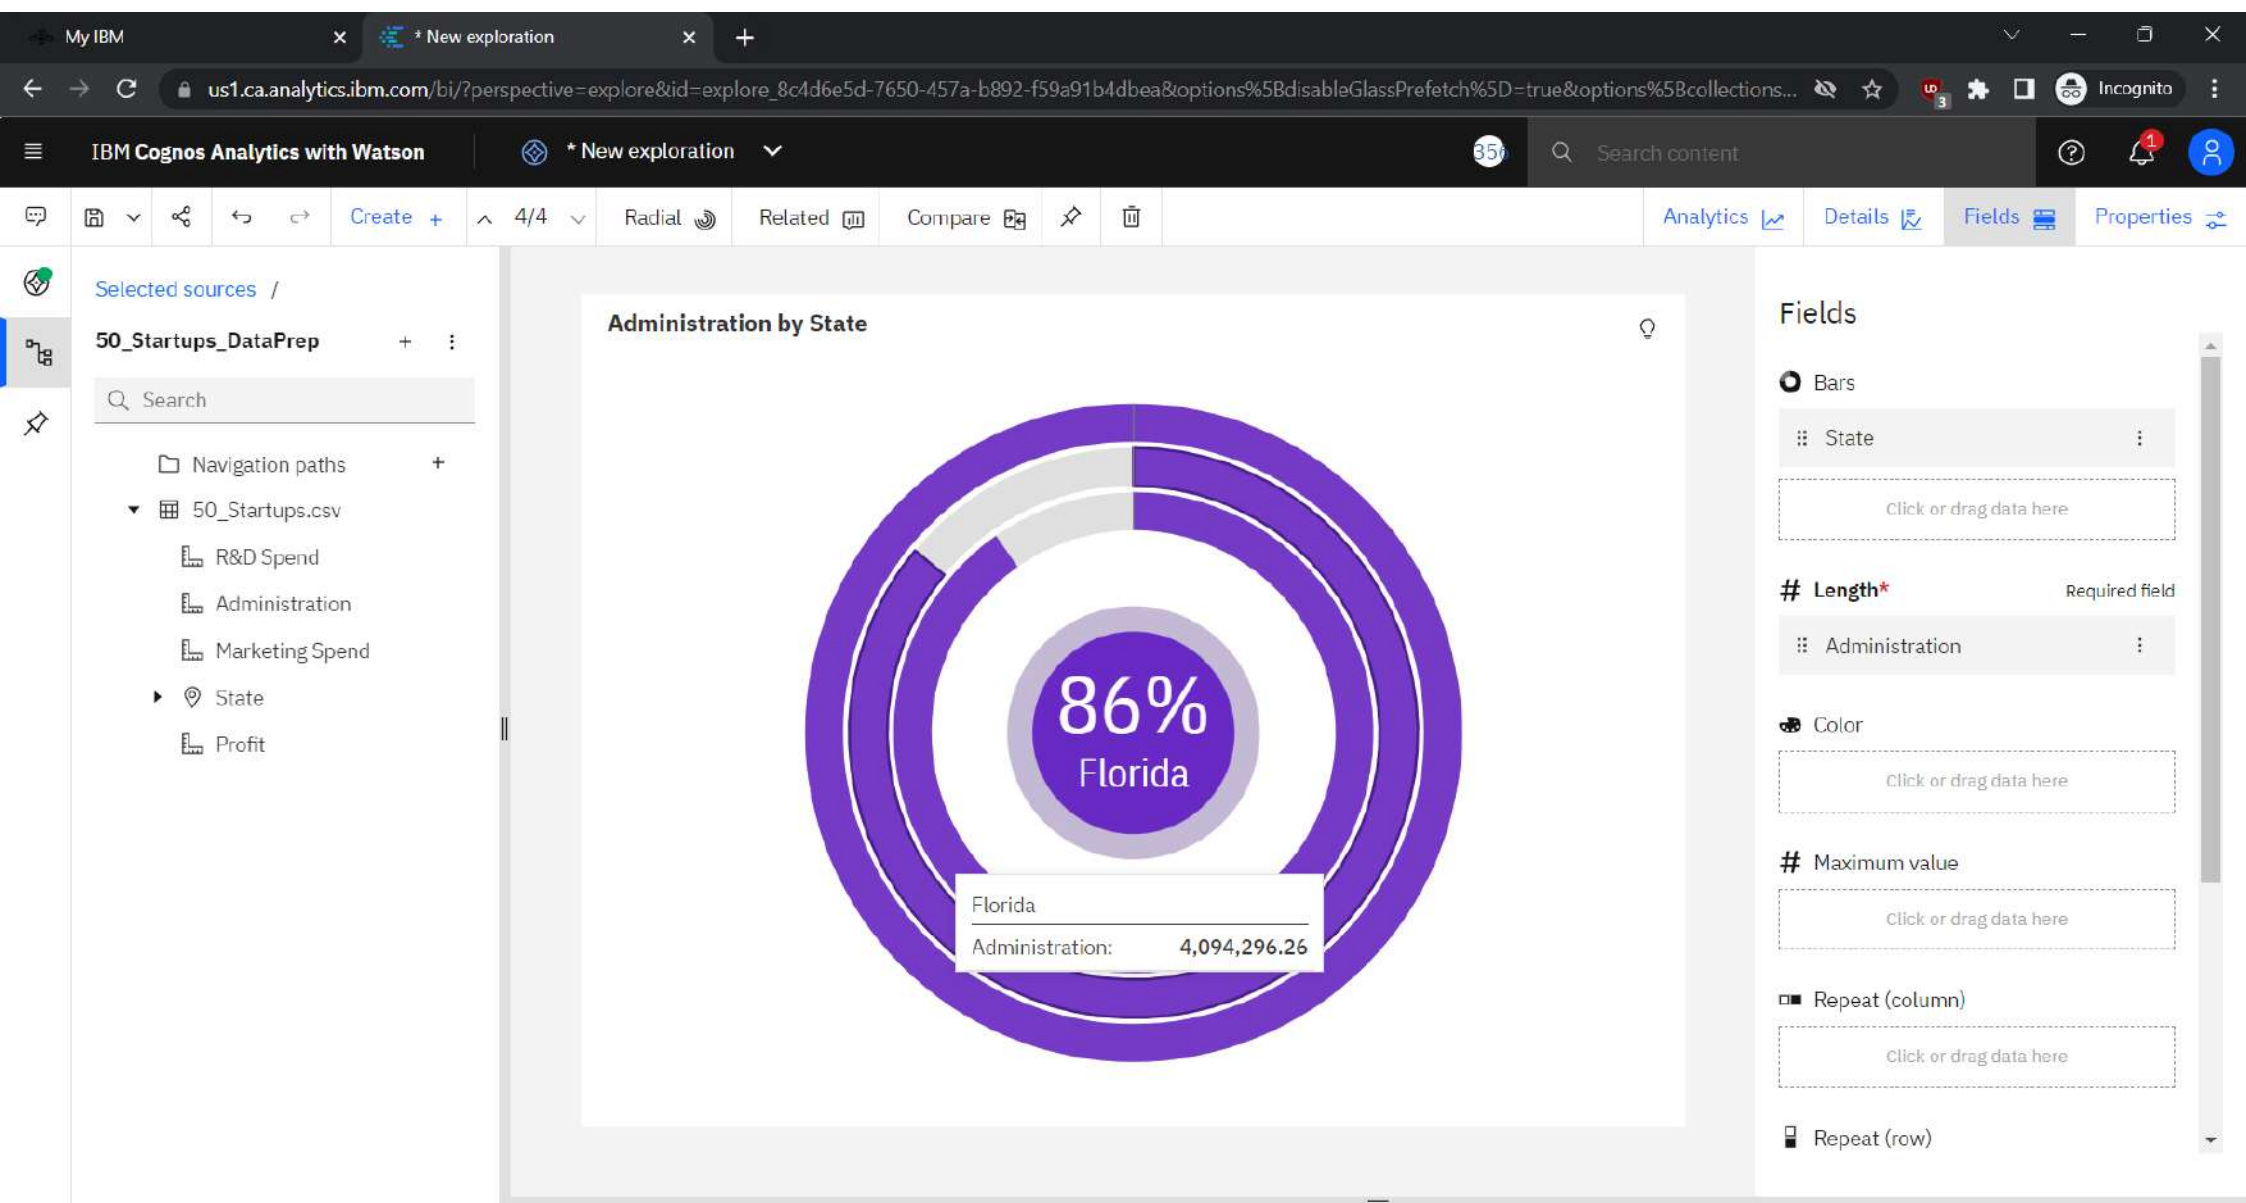 My IBM
* New exploration
us1.ca.analytics.ibm.com/bi/?perspective=explore&id=explore_8c4d6e5d-7650-457a-b892-f59a91b4dbea&options%5BdisableGlassPrefetch%5D=true&options%5Bcollections...
3
Incognito
IBM Cognos Analytics with Watson
* New exploration
356
Search content
1
Create +
4/4
Radial
Related
Compare
Analytics
Details
Fields
Properties
Selected sources /
50_Startups_DataPrep
Search
Navigation paths
50_Startups.csv
R&D Spend
Administration
Marketing Spend
State
Profit
Administration by State
86%
Florida
Florida
Administration: 4,094,296.26
Fields
Bars
State
Click or drag data here
# Length* Required field
Administration
Color
Click or drag data here
# Maximum value
Click or drag data here
Repeat (column)
Click or drag data here
Repeat (row)